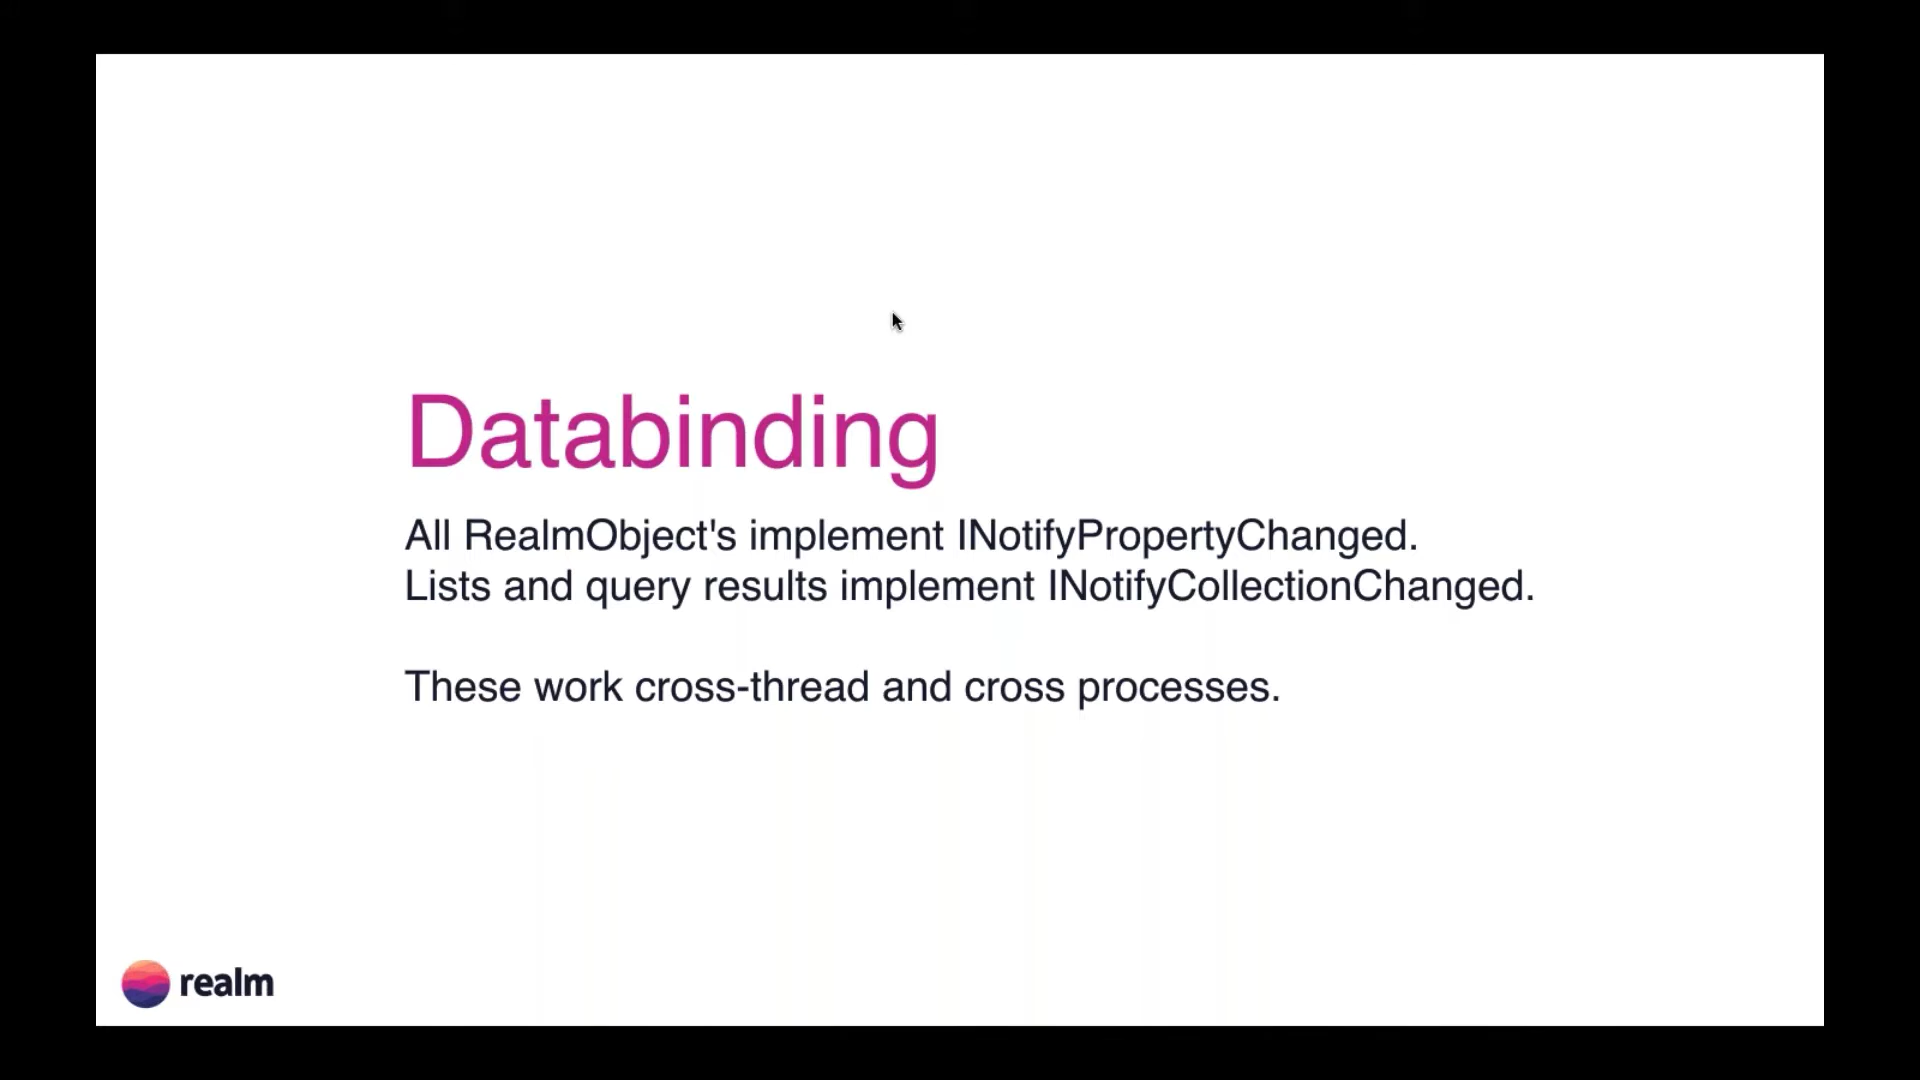 Databinding
All RealmObject's implement INotifyPropertyChanged.
Lists and query results implement INotifyCollectionChanged.
These work cross-thread and cross processes.
realm